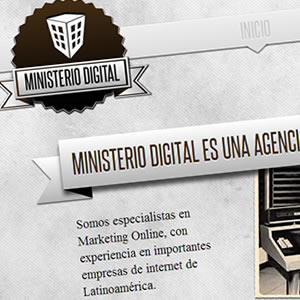 INICIO
MINISTERIO DIGITAL
MINISTERIO DIGITAL ES UNA AGENCI
Somos especialistas en
Marketing Online, con
experiencia en importantes
empresas de internet de
Latinoamérica.